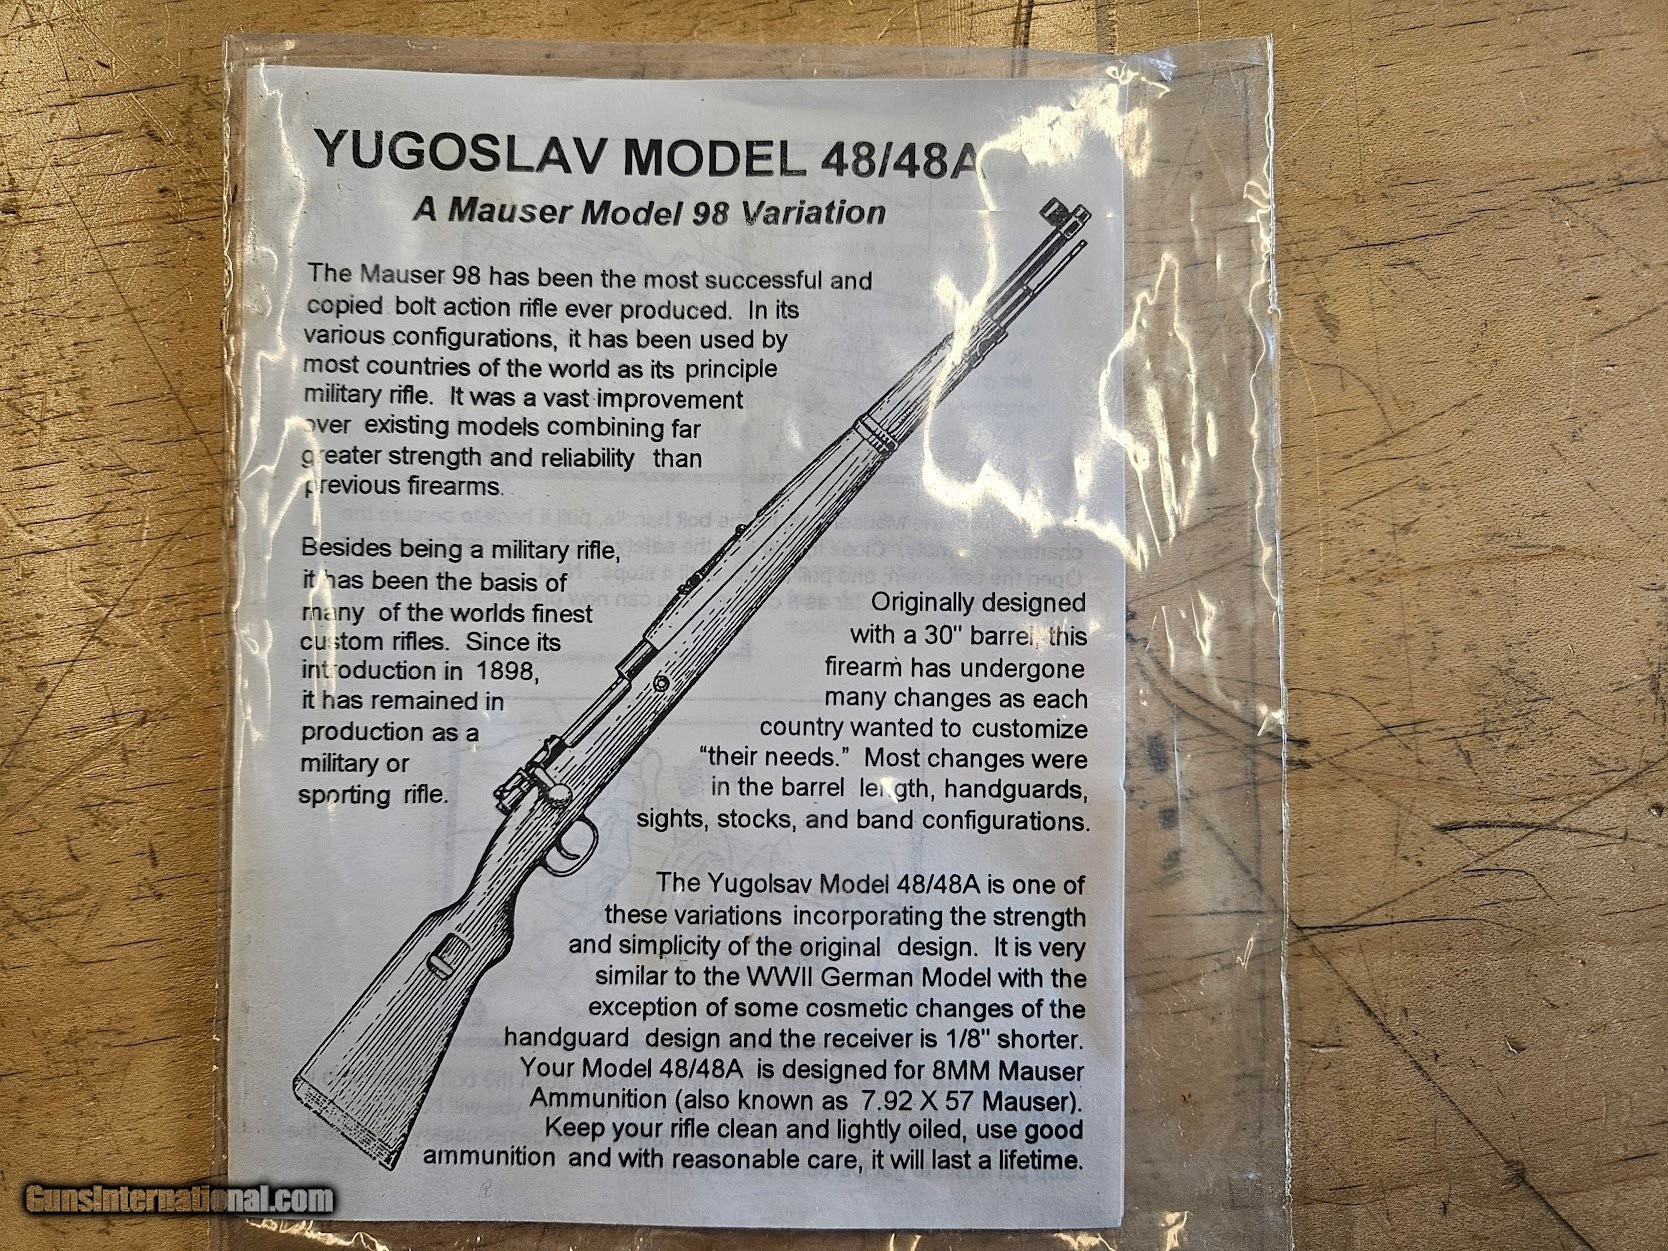 YUGOSLAV MODEL 48/48A
A Mauser Model 98 Variation
The Mauser 98 has been the most successful and
copied bolt action rifle ever produced. In its
various configurations, it has been used by
most countries of the world as its principle
military rifle. It was a vast improvement
over existing models combining far
greater strength and reliability than
previous firearms.
Besides being a military rifle,
it has been the basis of
many of the worlds finest
custom rifles. Since its
introduction in 1898,
it has remained in
production as a
military or
sporting rifle.
Originally designed
with a 30" barrel, this
firearm has undergone
many changes as each
country wanted to customize
“their needs.” Most changes were
in the barrel length, handguards,
sights, stocks, and band configurations.
The Yugolsav Model 48/48A is one of
these variations incorporating the strength
and simplicity of the original design. It is very
similar to the WWII German Model with the
exception of some cosmetic changes of the
handguard design and the receiver is 1/8" shorter.
Your Model 48/48A is designed for 8MM Mauser
Ammunition (also known as 7.92 X 57 Mauser).
Keep your rifle clean and lightly oiled, use good
ammunition and with reasonable care, it will last a lifetime.
GunsInternational.com